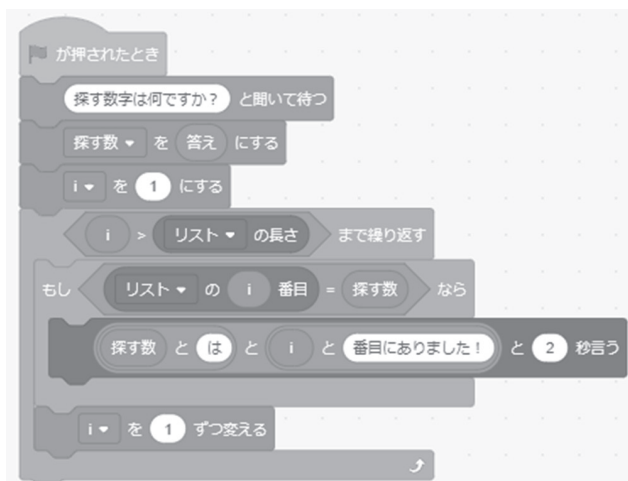 が押されたとき
探す数字は何ですか? と聞いて待つ
探す数 を 答え にする
i を 1 にする
i > リスト の長さ まで繰り返す
もし リスト の i 番目 = 探す数 なら
探す数 と は と i と 番目にありました! と 2 秒言う
i を 1 ずつ変える